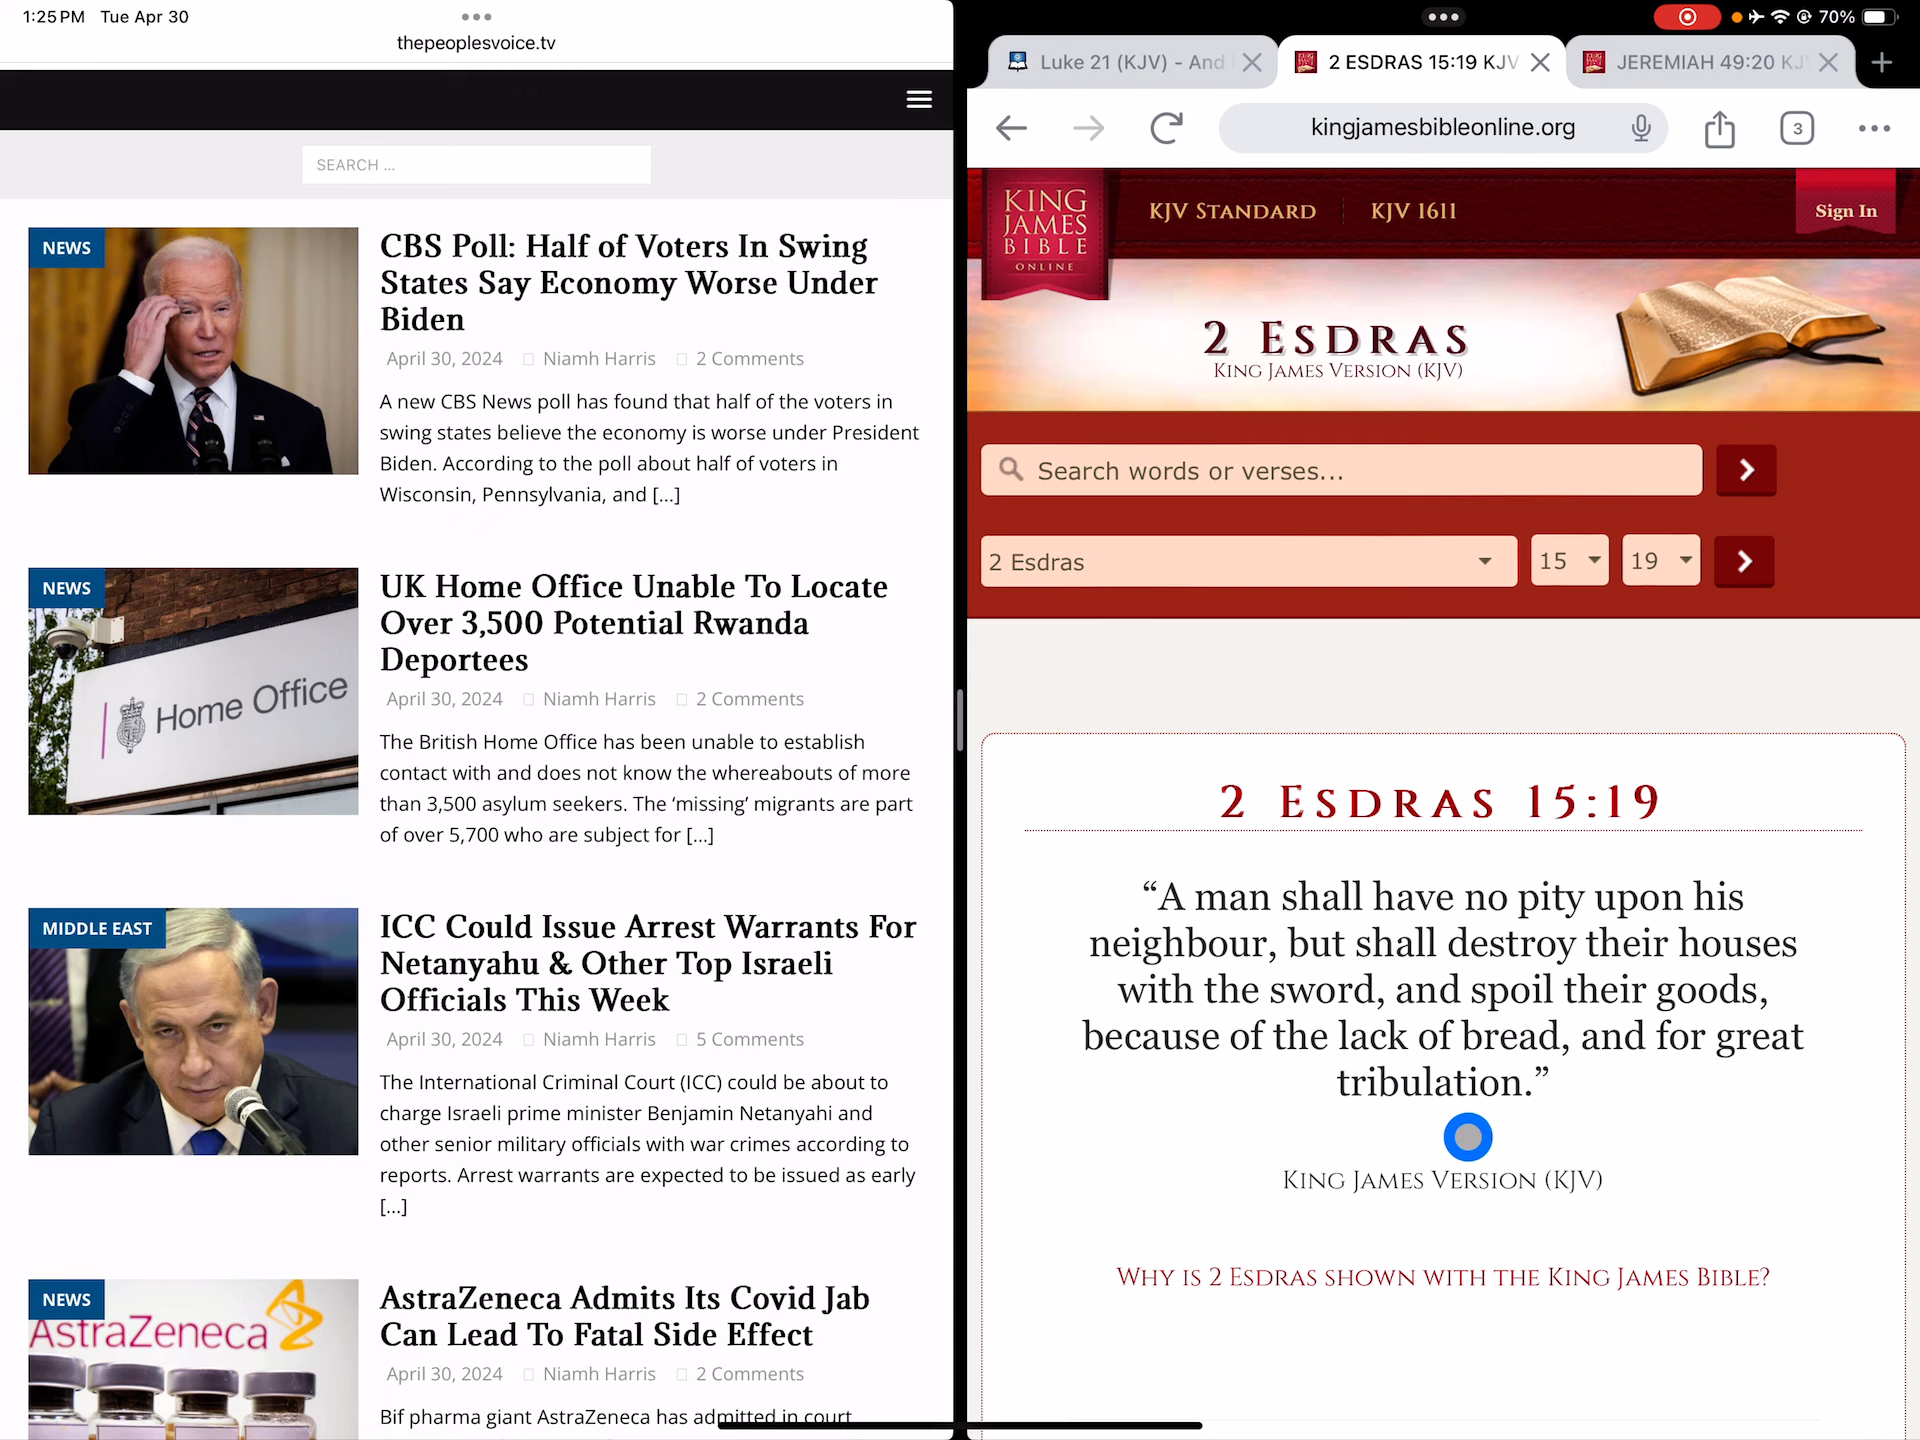 1:25 PM Tue Apr 30
thepeoplesvoice.tv
SEARCH ...
NEWS
CBS Poll: Half of Voters In Swing
States Say Economy Worse Under
Biden
April 30, 2024 Niamh Harris 2 Comments
A new CBS News poll has found that half of the voters in
swing states believe the economy is worse under President
Biden. According to the poll about half of voters in
Wisconsin, Pennsylvania, and [...]
NEWS
Home Office
UK Home Office Unable To Locate
Over 3,500 Potential Rwanda
Deportees
April 30, 2024 Niamh Harris 2 Comments
The British Home Office has been unable to establish
contact with and does not know the whereabouts of more
than 3,500 asylum seekers. The ‘missing’ migrants are part
of over 5,700 who are subject for [...]
MIDDLE EAST
ICC Could Issue Arrest Warrants For
Netanyahu & Other Top Israeli
Officials This Week
April 30, 2024 Niamh Harris 5 Comments
The International Criminal Court (ICC) could be about to
charge Israeli prime minister Benjamin Netanyahi and
other senior military officials with war crimes according to
reports. Arrest warrants are expected to be issued as early
[...]
NEWS
AstraZeneca
AstraZeneca Admits Its Covid Jab
Can Lead To Fatal Side Effect
April 30, 2024 Niamh Harris 2 Comments
Bif pharma giant AstraZeneca has admitted in court
70%
Luke 21 (KJV) - And
2 ESDRAS 15:19 KJV
JEREMIAH 49:20 KJV
kingjamesbibleonline.org
3
KING
JAMES
BIBLE
ONLINE
KJV STANDARD KJV 1611
Sign In
2 ESDRAS
KING JAMES VERSION (KJV)
Search words or verses...
2 Esdras 15 19
2 ESDRAS 15:19
“A man shall have no pity upon his
neighbour, but shall destroy their houses
with the sword, and spoil their goods,
because of the lack of bread, and for great
tribulation.”
KING JAMES VERSION (KJV)
WHY IS 2 ESDRAS SHOWN WITH THE KING JAMES BIBLE?